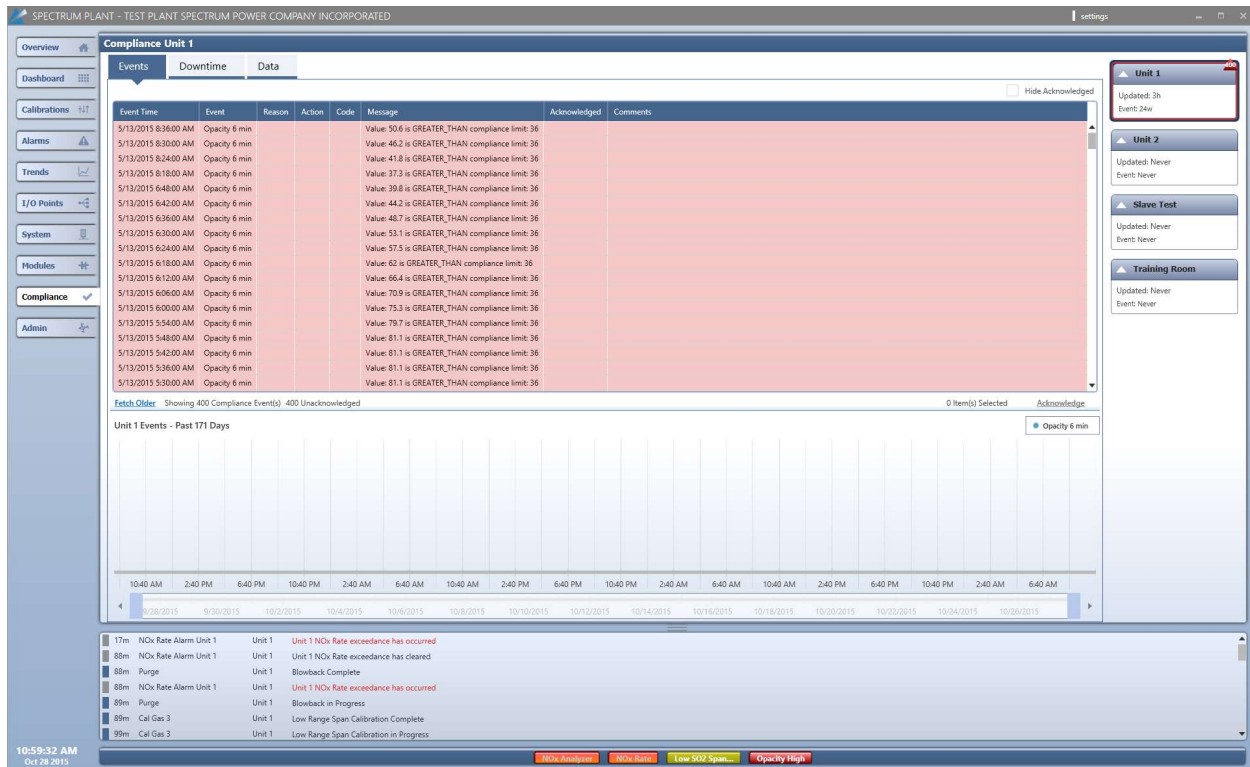 SPECTRUM PLANT - TEST PLANT SPECTRUM POWER COMPANY INCORPORATED
settings
Overview
Dashboard
Calibrations
Alarms
Trends
I/O Points
System
Modules
Compliance
Admin
Compliance Unit 1
Events Downtime Data
Hide Acknowledged
Event Time Event Reason Action Code Message Acknowledged Comments
5/13/2015 8:36:00 AM Opacity 6 min Value: 50.6 is GREATER_THAN compliance limit: 36
5/13/2015 8:30:00 AM Opacity 6 min Value: 46.2 is GREATER_THAN compliance limit: 36
5/13/2015 8:24:00 AM Opacity 6 min Value: 41.8 is GREATER_THAN compliance limit: 36
5/13/2015 8:18:00 AM Opacity 6 min Value: 37.3 is GREATER_THAN compliance limit: 36
5/13/2015 6:48:00 AM Opacity 6 min Value: 39.8 is GREATER_THAN compliance limit: 36
5/13/2015 6:42:00 AM Opacity 6 min Value: 44.2 is GREATER_THAN compliance limit: 36
5/13/2015 6:36:00 AM Opacity 6 min Value: 48.7 is GREATER_THAN compliance limit: 36
5/13/2015 6:30:00 AM Opacity 6 min Value: 53.1 is GREATER_THAN compliance limit: 36
5/13/2015 6:24:00 AM Opacity 6 min Value: 57.5 is GREATER_THAN compliance limit: 36
5/13/2015 6:18:00 AM Opacity 6 min Value: 62 is GREATER_THAN compliance limit: 36
5/13/2015 6:12:00 AM Opacity 6 min Value: 66.4 is GREATER_THAN compliance limit: 36
5/13/2015 6:06:00 AM Opacity 6 min Value: 70.9 is GREATER_THAN compliance limit: 36
5/13/2015 6:00:00 AM Opacity 6 min Value: 75.3 is GREATER_THAN compliance limit: 36
5/13/2015 5:54:00 AM Opacity 6 min Value: 79.7 is GREATER_THAN compliance limit: 36
5/13/2015 5:48:00 AM Opacity 6 min Value: 81.1 is GREATER_THAN compliance limit: 36
5/13/2015 5:42:00 AM Opacity 6 min Value: 81.1 is GREATER_THAN compliance limit: 36
5/13/2015 5:36:00 AM Opacity 6 min Value: 81.1 is GREATER_THAN compliance limit: 36
5/13/2015 5:30:00 AM Opacity 6 min Value: 81.1 is GREATER_THAN compliance limit: 36
Fetch Older Showing 400 Compliance Event(s) 400 Unacknowledged 0 Item(s) Selected Acknowledge
Unit 1 Events - Past 171 Days
Opacity 6 min
10:40 AM 2:40 PM 6:40 PM 10:40 PM 2:40 AM 6:40 AM 10:40 AM 2:40 PM 6:40 PM 10:40 PM 2:40 AM 6:40 AM 10:40 AM 2:40 PM 6:40 PM 10:40 PM 2:40 AM 6:40 AM
9/28/2015 9/30/2015 10/2/2015 10/4/2015 10/6/2015 10/8/2015 10/10/2015 10/12/2015 10/14/2015 10/16/2015 10/18/2015 10/20/2015 10/22/2015 10/24/2015 10/26/2015
400
Unit 1
Updated: 3h
Event: 24w
Unit 2
Updated: Never
Event: Never
Slave Test
Updated: Never
Event: Never
Training Room
Updated: Never
Event: Never
17m NOx Rate Alarm Unit 1 Unit 1 Unit 1 NOx Rate exceedance has occurred
88m NOx Rate Alarm Unit 1 Unit 1 Unit 1 NOx Rate exceedance has cleared
88m Purge Unit 1 Blowback Complete
88m NOx Rate Alarm Unit 1 Unit 1 Unit 1 NOx Rate exceedance has occurred
89m Purge Unit 1 Blowback in Progress
89m Cal Gas 3 Unit 1 Low Range Span Calibration Complete
99m Cal Gas 3 Unit 1 Low Range Span Calibration in Progress
10:59:32 AM
Oct 28 2015
NOx Analyzer NOx Rate Low SO2 Span... Opacity High